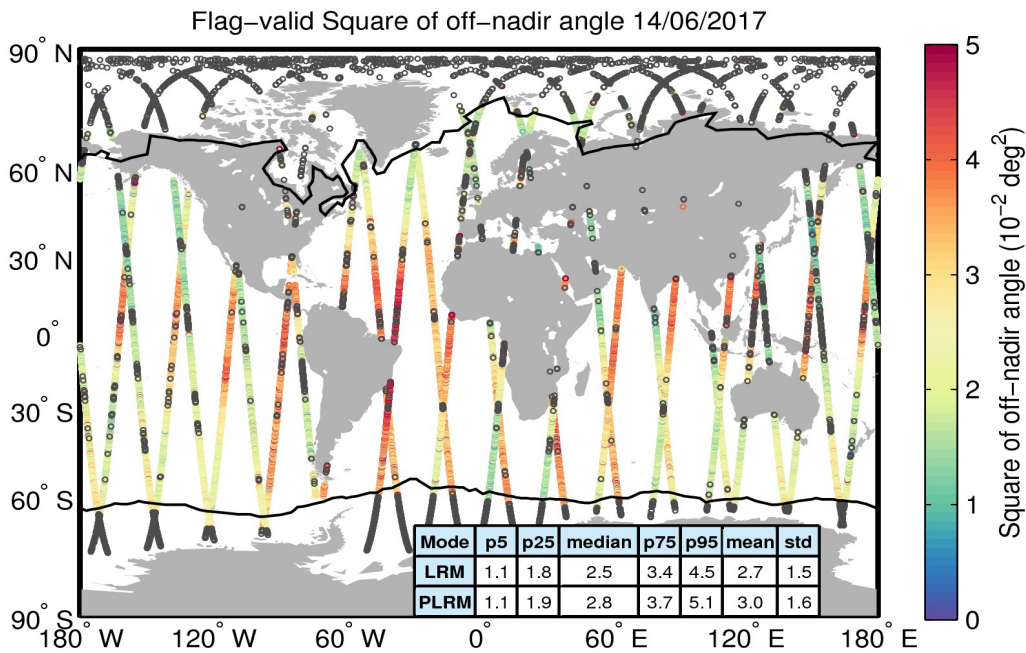 Flag−valid Square of off−nadir angle 14/06/2017
90° N
60° N
30° N
0°
30° S
60° S
90° S
180° W
120° W
60° W
0°
60° E
120° E
180° E
Mode p5 p25 median p75 p95 mean std
LRM 1.1 1.8 2.5 3.4 4.5 2.7 1.5
PLRM 1.1 1.9 2.8 3.7 5.1 3.0 1.6
5
4
3
2
1
0
Square of off−nadir angle (10⁻² deg²)